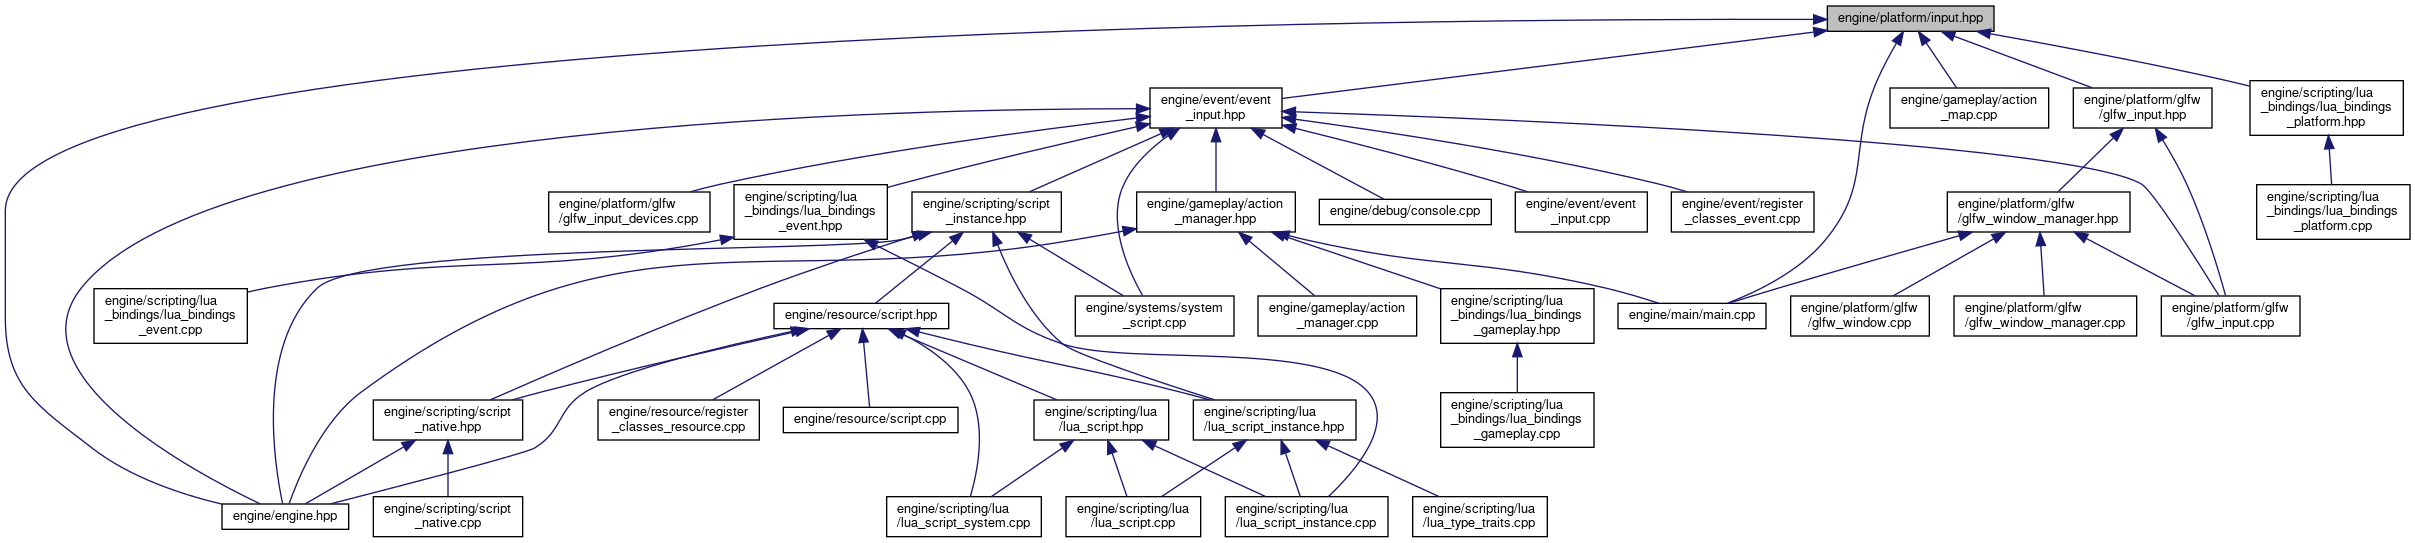 engine/platform/input.hpp
engine/event/event
_input.hpp
engine/gameplay/action
_map.cpp
engine/platform/glfw
/glfw_input.hpp
engine/scripting/lua
_bindings/lua_bindings
_platform.hpp
engine/platform/glfw
/glfw_input_devices.cpp
engine/scripting/lua
_bindings/lua_bindings
_event.hpp
engine/scripting/script
_instance.hpp
engine/gameplay/action
_manager.hpp
engine/debug/console.cpp
engine/event/event
_input.cpp
engine/event/register
_classes_event.cpp
engine/platform/glfw
/glfw_window_manager.hpp
engine/scripting/lua
_bindings/lua_bindings
_platform.cpp
engine/scripting/lua
_bindings/lua_bindings
_event.cpp
engine/resource/script.hpp
engine/systems/system
_script.cpp
engine/gameplay/action
_manager.cpp
engine/scripting/lua
_bindings/lua_bindings
_gameplay.hpp
engine/main/main.cpp
engine/platform/glfw
/glfw_window.cpp
engine/platform/glfw
/glfw_window_manager.cpp
engine/platform/glfw
/glfw_input.cpp
engine/scripting/script
_native.hpp
engine/resource/register
_classes_resource.cpp
engine/resource/script.cpp
engine/scripting/lua
/lua_script.hpp
engine/scripting/lua
/lua_script_instance.hpp
engine/scripting/lua
_bindings/lua_bindings
_gameplay.cpp
engine/engine.hpp
engine/scripting/script
_native.cpp
engine/scripting/lua
/lua_script_system.cpp
engine/scripting/lua
/lua_script.cpp
engine/scripting/lua
/lua_script_instance.cpp
engine/scripting/lua
/lua_type_traits.cpp